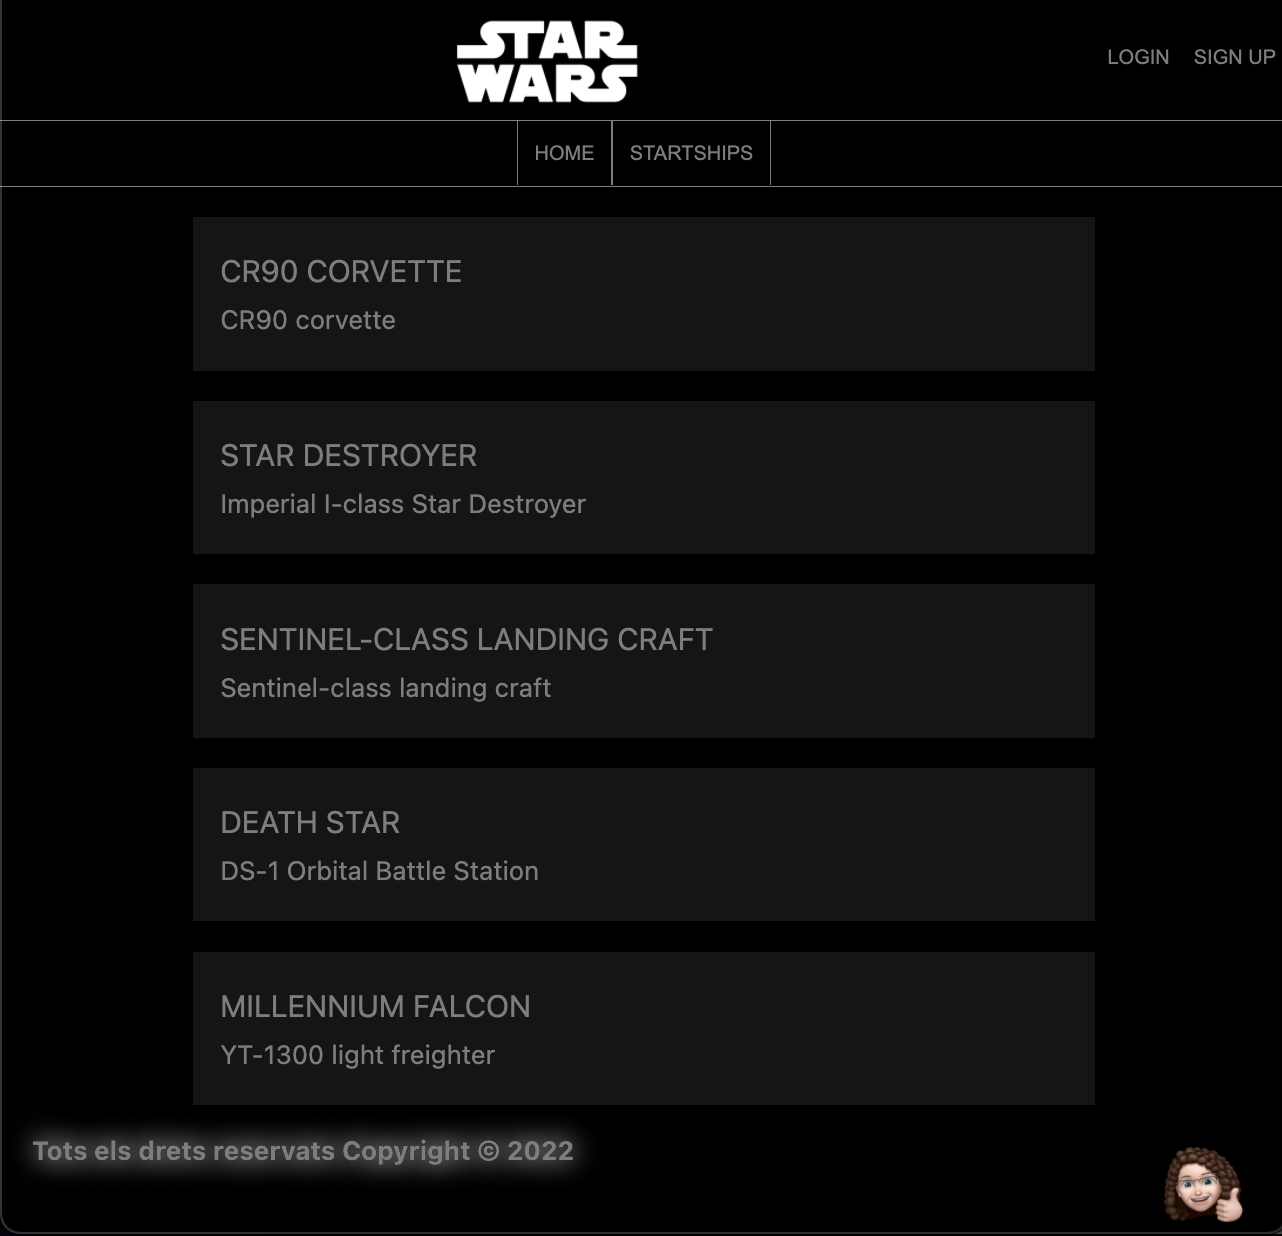 STAR
WARS
LOGIN SIGN UP
HOME STARTSHIPS
CR90 CORVETTE
CR90 corvette
STAR DESTROYER
Imperial I-class Star Destroyer
SENTINEL-CLASS LANDING CRAFT
Sentinel-class landing craft
DEATH STAR
DS-1 Orbital Battle Station
MILLENNIUM FALCON
YT-1300 light freighter
Tots els drets reservats Copyright © 2022